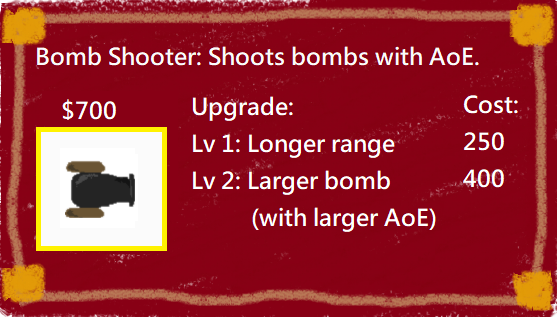 Bomb Shooter: Shoots bombs with AoE.
$700
Upgrade: Cost:
Lv 1: Longer range 250
Lv 2: Larger bomb 400
(with larger AoE)